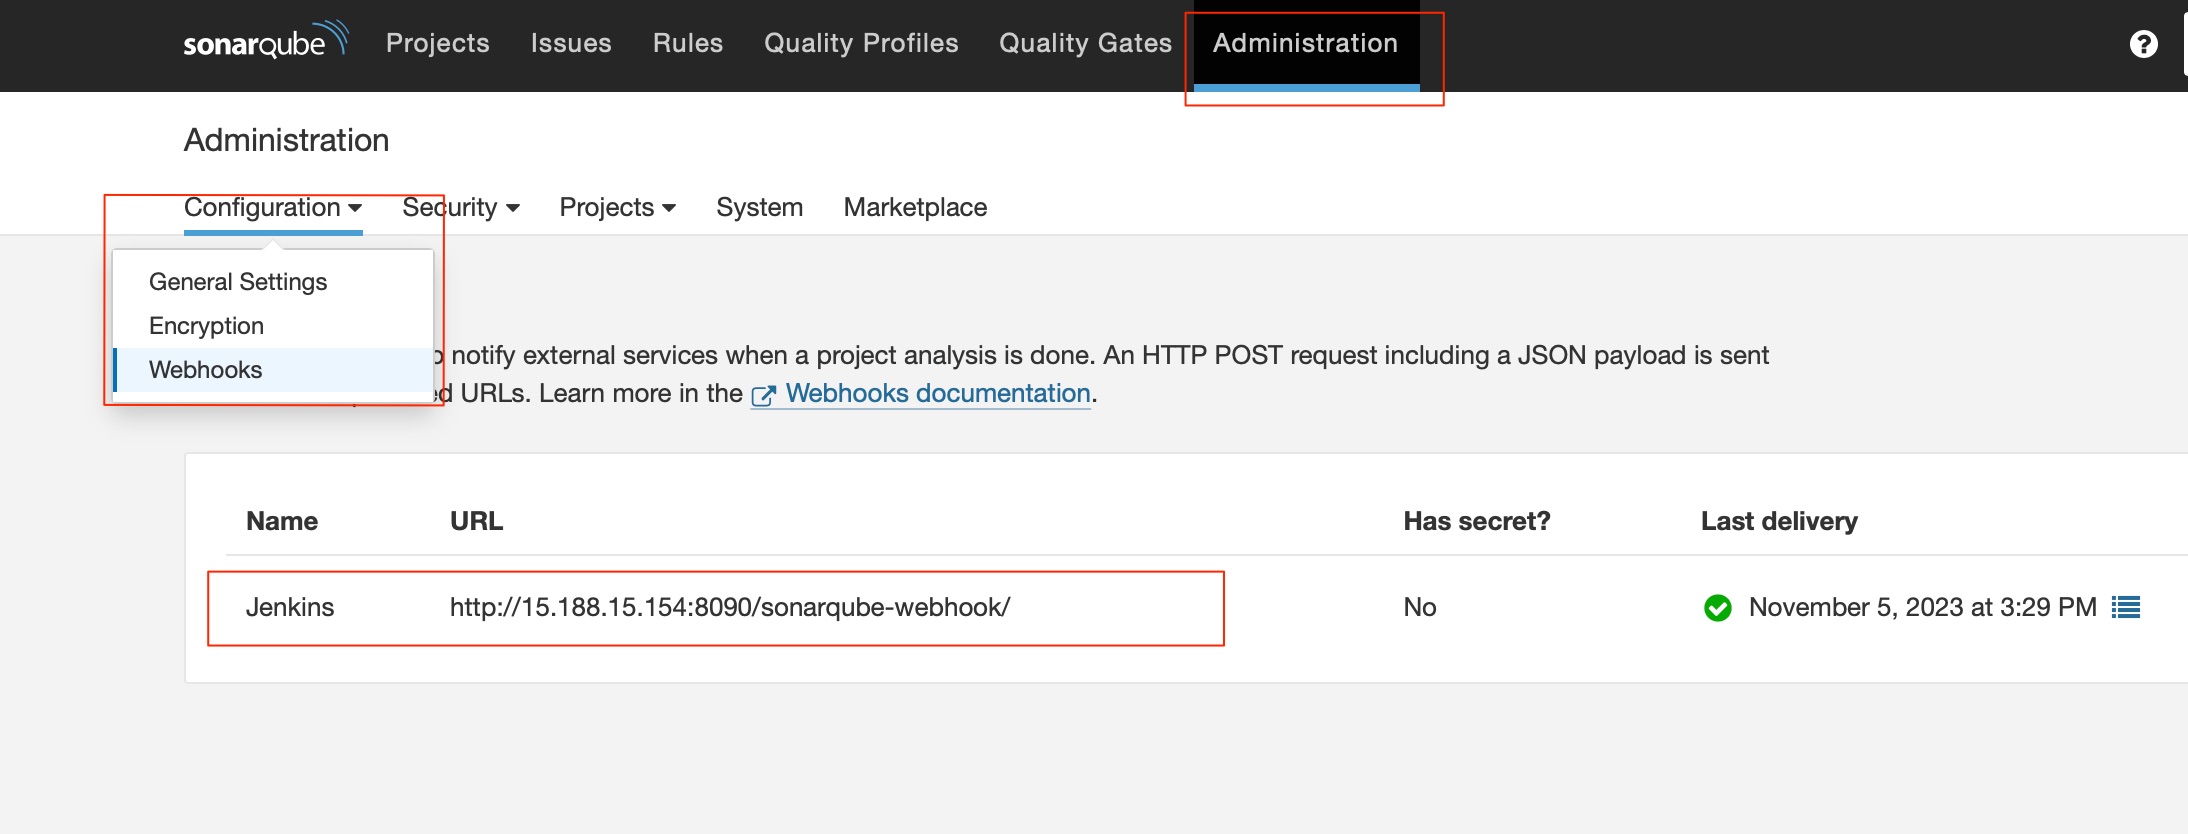 sonarqube Projects Issues Rules Quality Profiles Quality Gates Administration ?
Administration
Configuration Security Projects System Marketplace
General Settings
Encryption
Webhooks
notify external services when a project analysis is done. An HTTP POST request including a JSON payload is sent
URLs. Learn more in the Webhooks documentation.
Name URL Has secret? Last delivery
Jenkins http://15.188.15.154:8090/sonarqube-webhook/ No November 5, 2023 at 3:29 PM